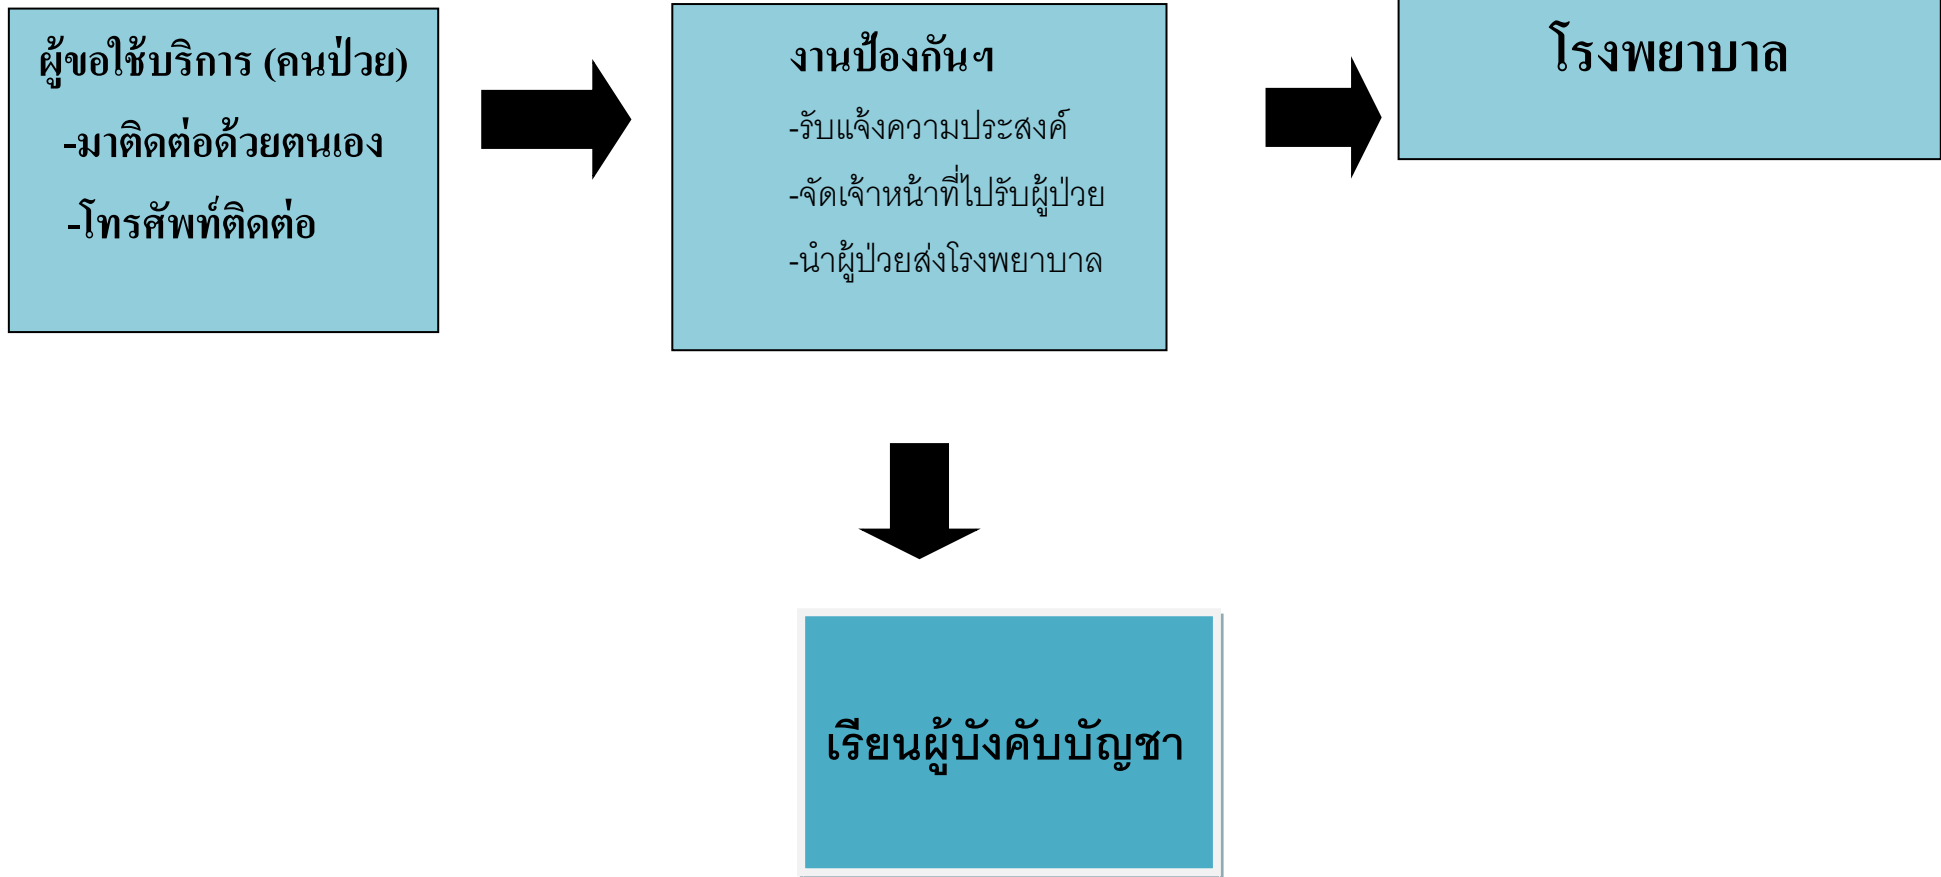 ผู้ขอใช้บริการ (คนป่วย)
-มาติดต่อด้วยตนเอง
-โทรศัพท์ติดต่อ
งานป้องกันฯ
-รับแจ้งความประสงค์
-จัดเจ้าหน้าที่ไปรับผู้ป่วย
-นำผู้ป่วยส่งโรงพยาบาล
โรงพยาบาล
เรียนผู้บังคับบัญชา